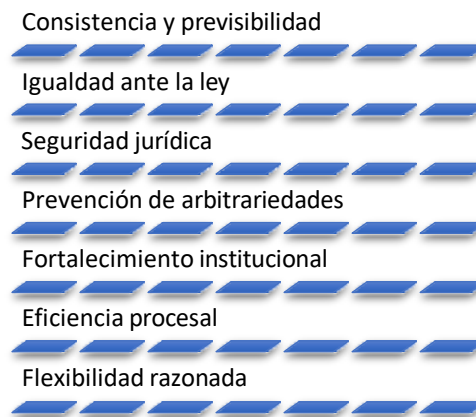 Consistencia y previsibilidad
Igualdad ante la ley
Seguridad jurídica
Prevención de arbitrariedades
Fortalecimiento institucional
Eficiencia procesal
Flexibilidad razonada